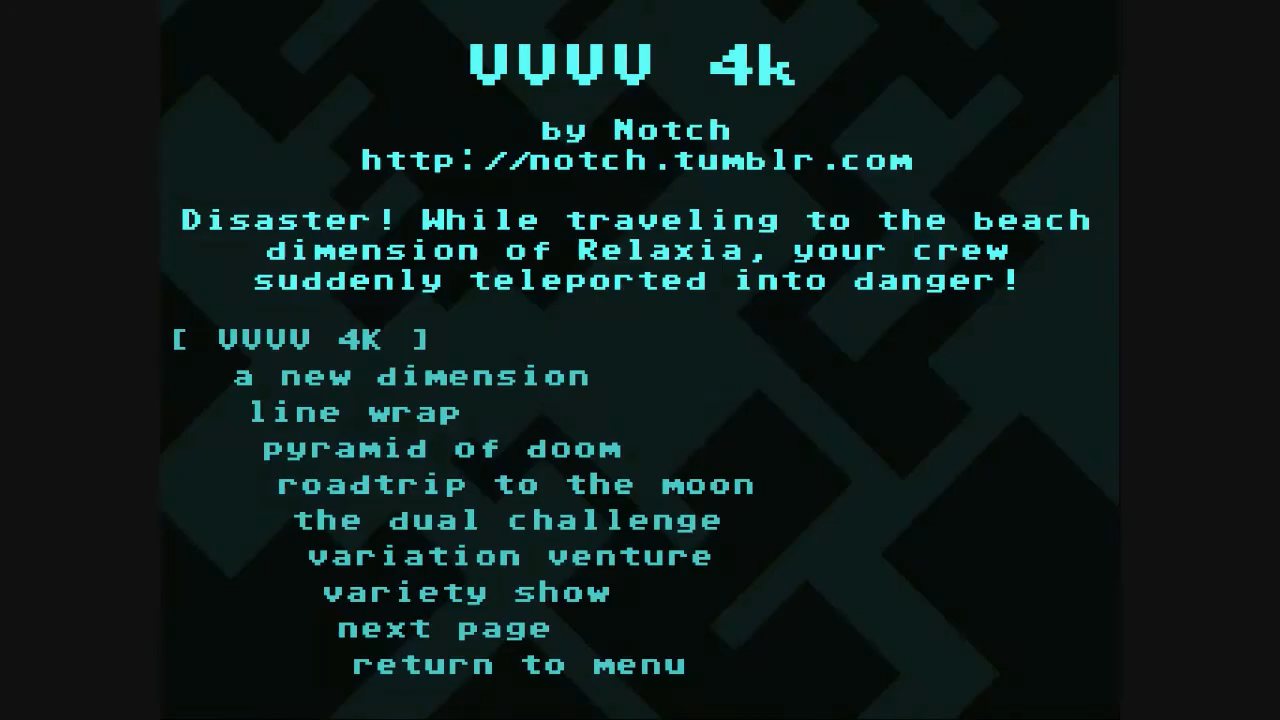 VVVV 4k
by Notch
http://notch.tumblr.com
Disaster! While traveling to the beach
dimension of Relaxia, your crew
suddenly teleported into danger!
[ VVVV 4K ]
a new dimension
line wrap
pyramid of doom
roadtrip to the moon
the dual challenge
variation venture
variety show
next page
return to menu